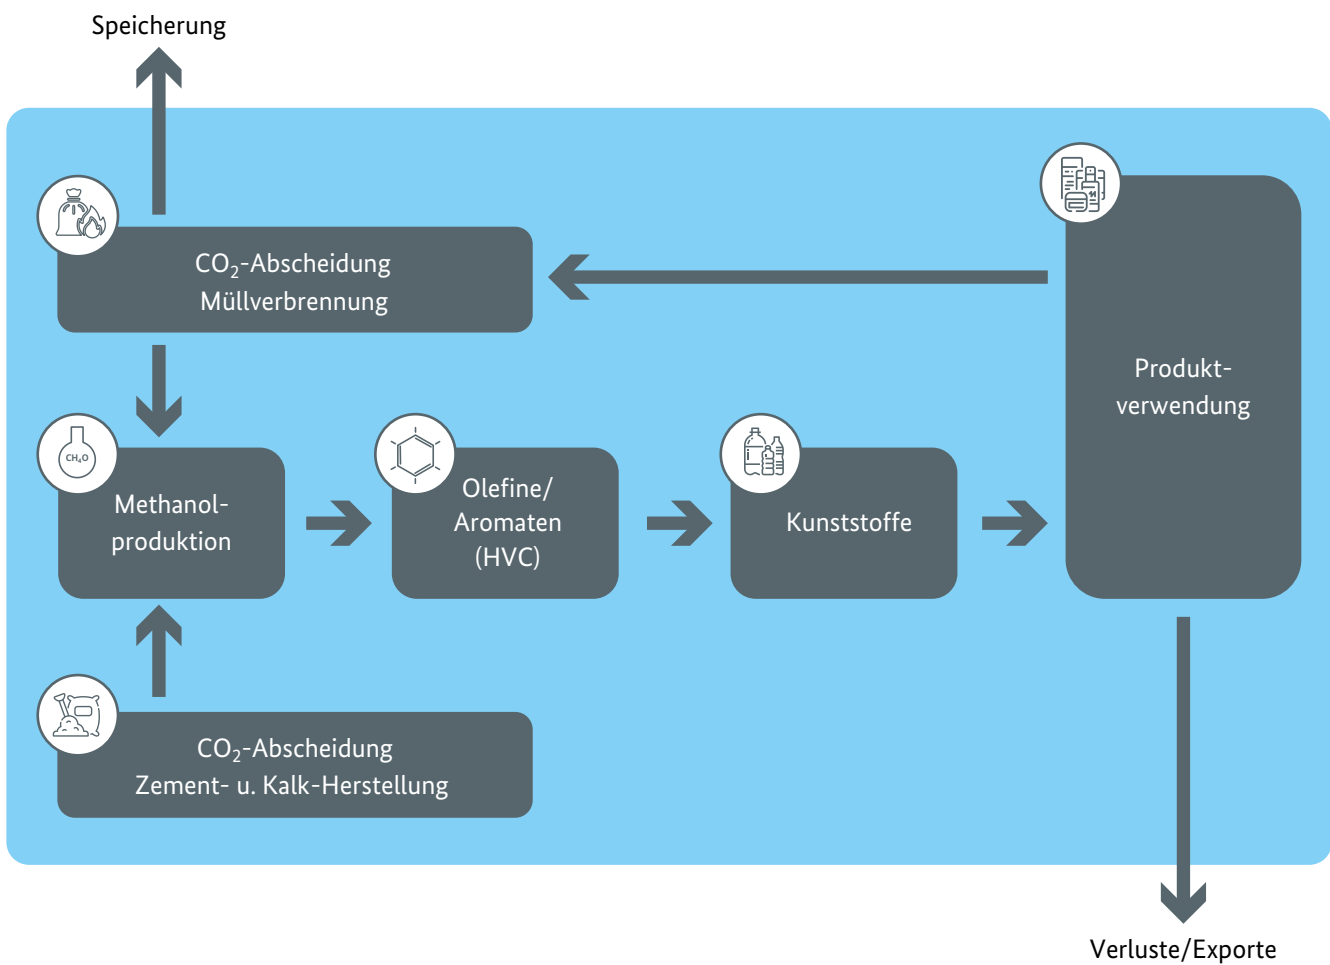 Speicherung
CO₂-Abscheidung
Müllverbrennung
Produkt-
verwendung
CH₄O
Methanol-
produktion
Olefine/
Aromaten
(HVC)
Kunststoffe
CO₂-Abscheidung
Zement- u. Kalk-Herstellung
Verluste/Exporte